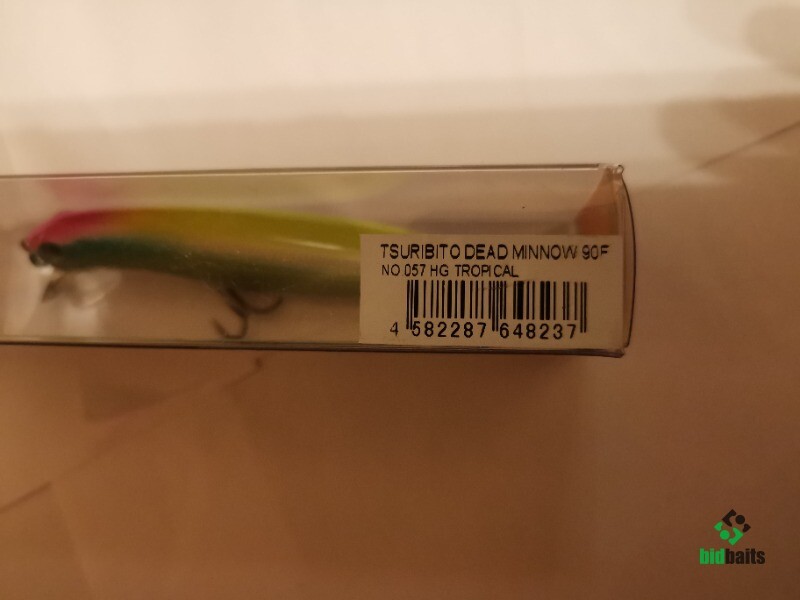 TSURIBITO DEAD MINNOW 90F
NO 057 HG TROPICAL
4 582287 648237
bidbaits